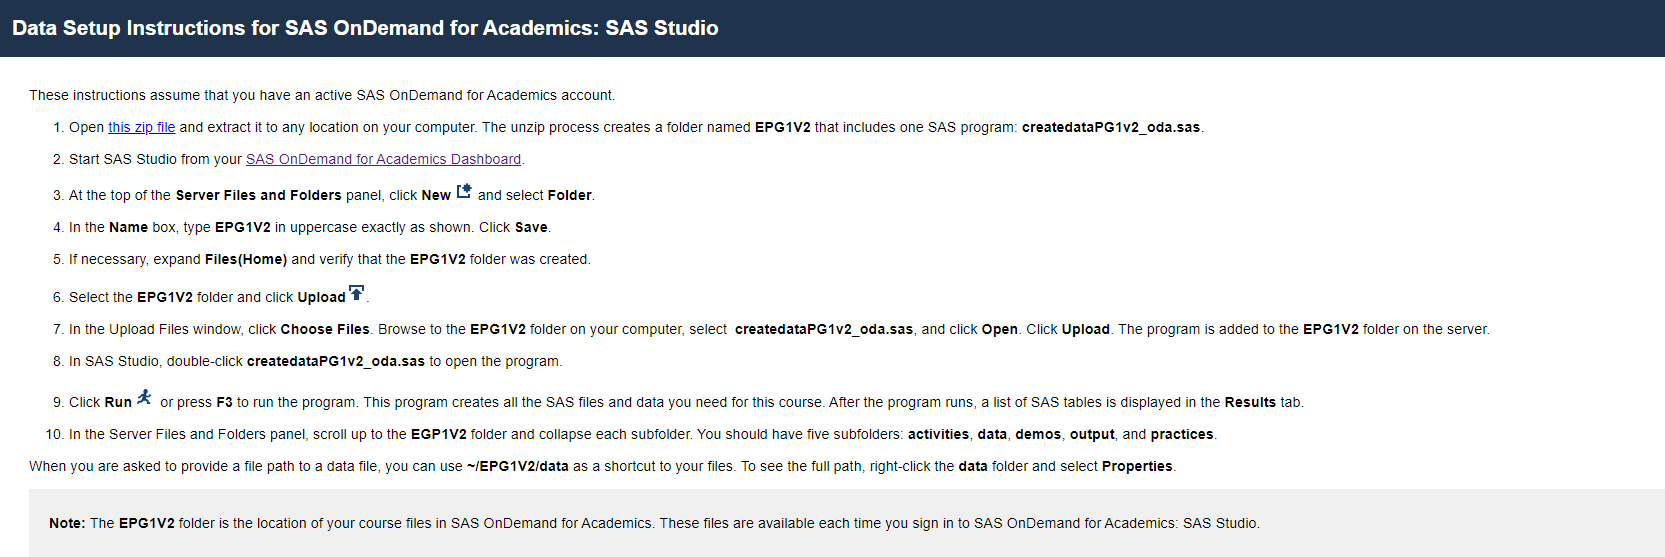 Data Setup Instructions for SAS OnDemand for Academics: SAS Studio
These instructions assume that you have an active SAS OnDemand for Academics account.
1. Open this zip file and extract it to any location on your computer. The unzip process creates a folder named EPG1V2 that includes one SAS program: createdataPG1v2_oda.sas.
2. Start SAS Studio from your SAS OnDemand for Academics Dashboard.
3. At the top of the Server Files and Folders panel, click New and select Folder.
4. In the Name box, type EPG1V2 in uppercase exactly as shown. Click Save.
5. If necessary, expand Files(Home) and verify that the EPG1V2 folder was created.
6. Select the EPG1V2 folder and click Upload .
7. In the Upload Files window, click Choose Files. Browse to the EPG1V2 folder on your computer, select createdataPG1v2_oda.sas, and click Open. Click Upload. The program is added to the EPG1V2 folder on the server.
8. In SAS Studio, double-click createdataPG1v2_oda.sas to open the program.
9. Click Run or press F3 to run the program. This program creates all the SAS files and data you need for this course. After the program runs, a list of SAS tables is displayed in the Results tab.
10. In the Server Files and Folders panel, scroll up to the EGP1V2 folder and collapse each subfolder. You should have five subfolders: activities, data, demos, output, and practices.
When you are asked to provide a file path to a data file, you can use ~/EPG1V2/data as a shortcut to your files. To see the full path, right-click the data folder and select Properties.
Note: The EPG1V2 folder is the location of your course files in SAS OnDemand for Academics. These files are available each time you sign in to SAS OnDemand for Academics: SAS Studio.